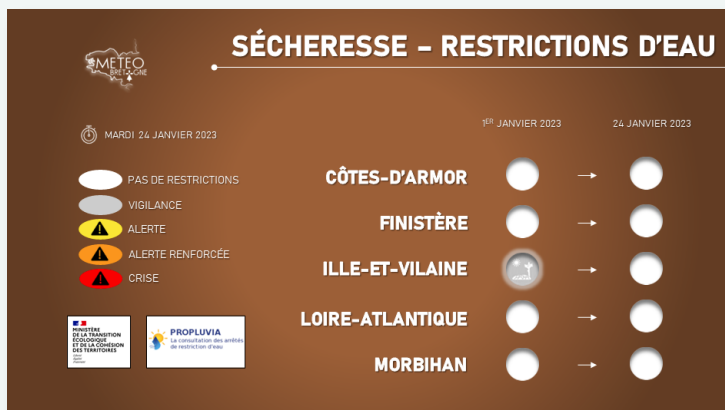 SÉCHERESSE – RESTRICTIONS D'EAU
METEO
BRETAGNE
MARDI 24 JANVIER 2023
1ER JANVIER 2023
24 JANVIER 2023
PAS DE RESTRICTIONS
VIGILANCE
ALERTE
ALERTE RENFORCÉE
CRISE
CÔTES-D'ARMOR
FINISTÈRE
ILLE-ET-VILAINE
LOIRE-ATLANTIQUE
MORBIHAN
MINISTÈRE
DE LA TRANSITION
ÉCOLOGIQUE
ET DE LA COHÉSION
DES TERRITOIRES
PROPLUVIA
La consultation des arrêtés
de restriction d'eau